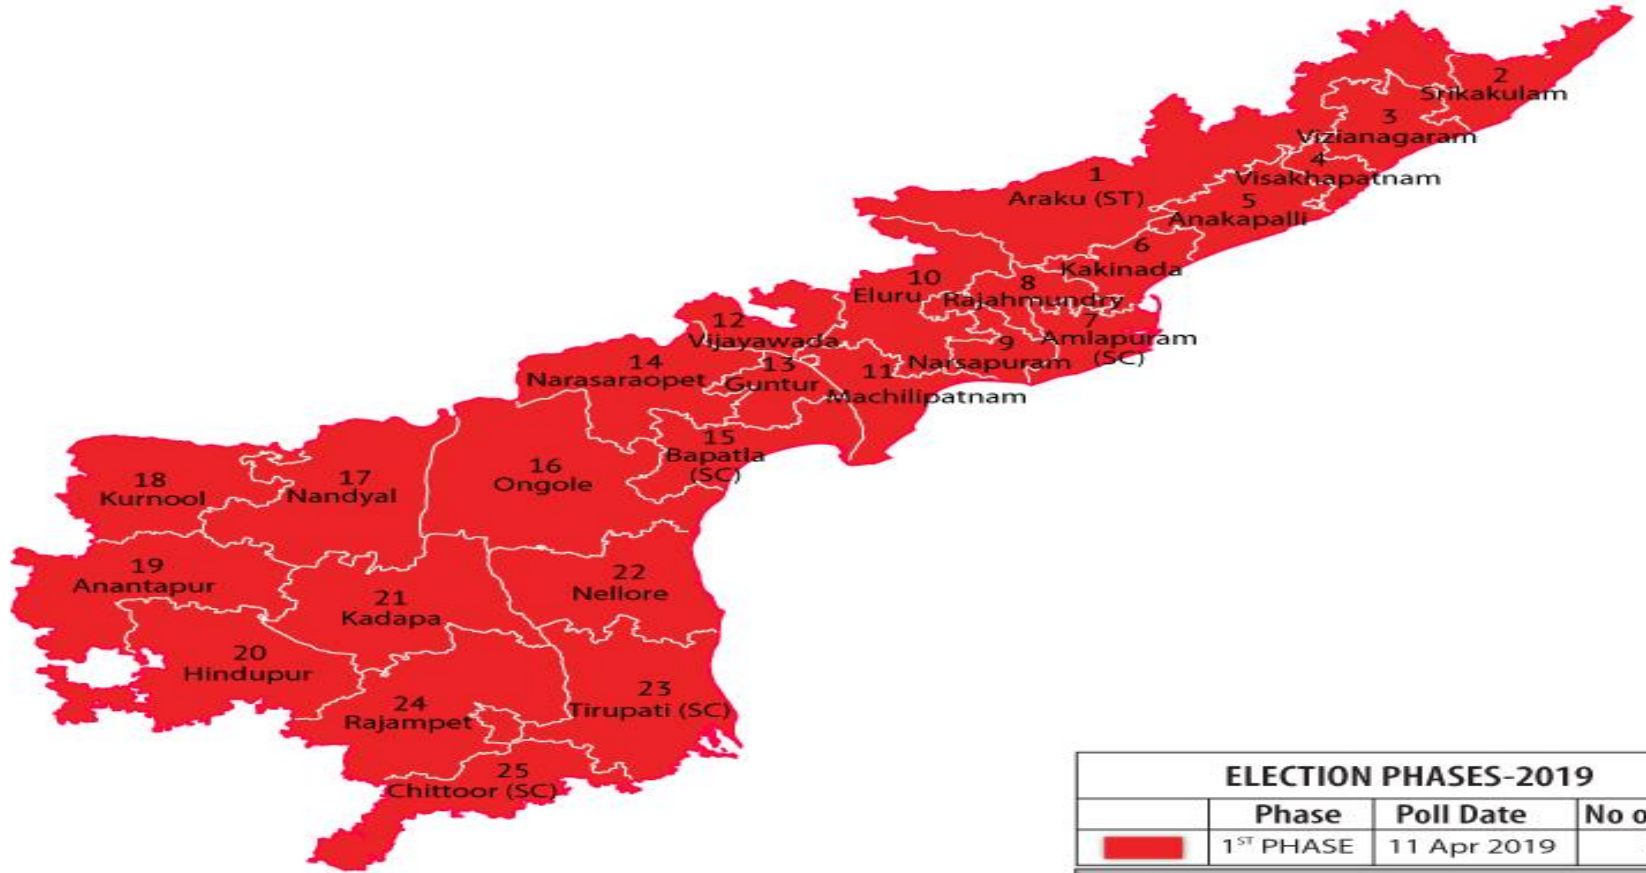 2
Srikakulam
3
Vizianagaram
4
Visakhapatnam
1
Araku (ST)
5
Anakapalli
6
Kakinada
10
Eluru
8
Rajahmundry
7
Amlapuram
(SC)
9
Narsapuram
12
Vijayawada
11
Machilipatnam
13
Guntur
14
Narasaraopet
15
Bapatla
(SC)
16
Ongole
17
Nandyal
18
Kurnool
19
Anantapur
20
Hindupur
21
Kadapa
22
Nellore
23
Tirupati (SC)
24
Rajampet
25
Chittoor (SC)
ELECTION PHASES-2019
Phase Poll Date No o
1ST PHASE 11 Apr 2019